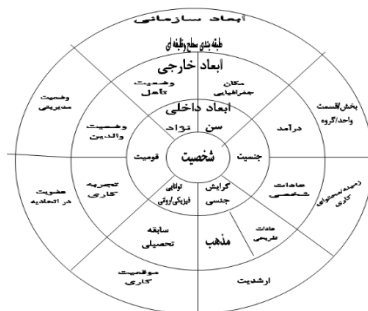 ابعاد سازمانی
طبقه بندی سطح وظیفه ای
ابعاد خارجی
مکان
جغرافیایی
وضعیت
تاهل
ابعاد داخلی
سن
نژاد
شخصیت
جنسیت
قومیت
گرایش
جنسی
توانایی
فیزیکی/روانی
درآمد
عادات
شخصی
عادات
تفریحی
مذهب
سابقه
تحصیلی
تجربه
کاری
وضعیت
والدین
بخش/قسمت
واحد/گروه
زمینه/محتوای
کاری
ارشدیت
موقعیت
کاری
عضویت
در اتحادیه
وضعیت
مدیریتی